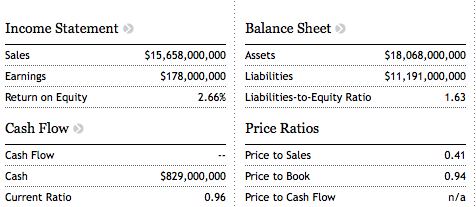 Income Statement
Sales $15,658,000,000
Earnings $178,000,000
Return on Equity 2.66%
Cash Flow
Cash Flow --
Cash $829,000,000
Current Ratio 0.96
Balance Sheet
Assets $18,068,000,000
Liabilities $11,191,000,000
Liabilities-to-Equity Ratio 1.63
Price Ratios
Price to Sales 0.41
Price to Book 0.94
Price to Cash Flow n/a